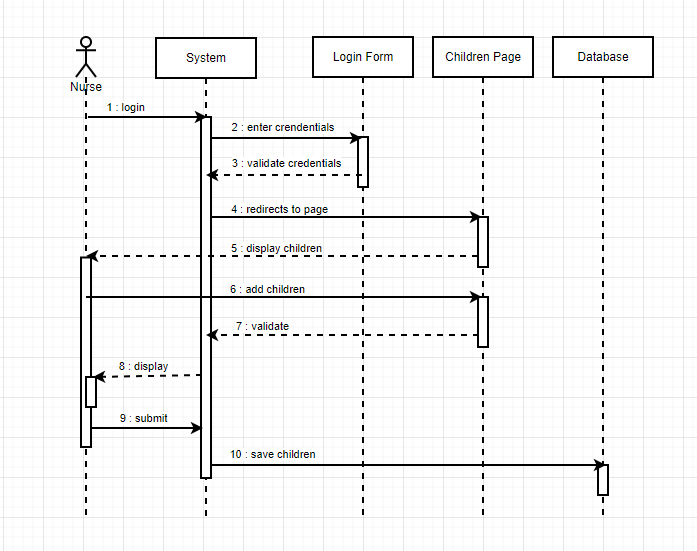 System
Login Form
Children Page
Database
Nurse
1 : login
2 : enter crendentials
3 : validate credentials
4 : redirects to page
5 : display children
6 : add children
7 : validate
8 : display
9 : submit
10 : save children